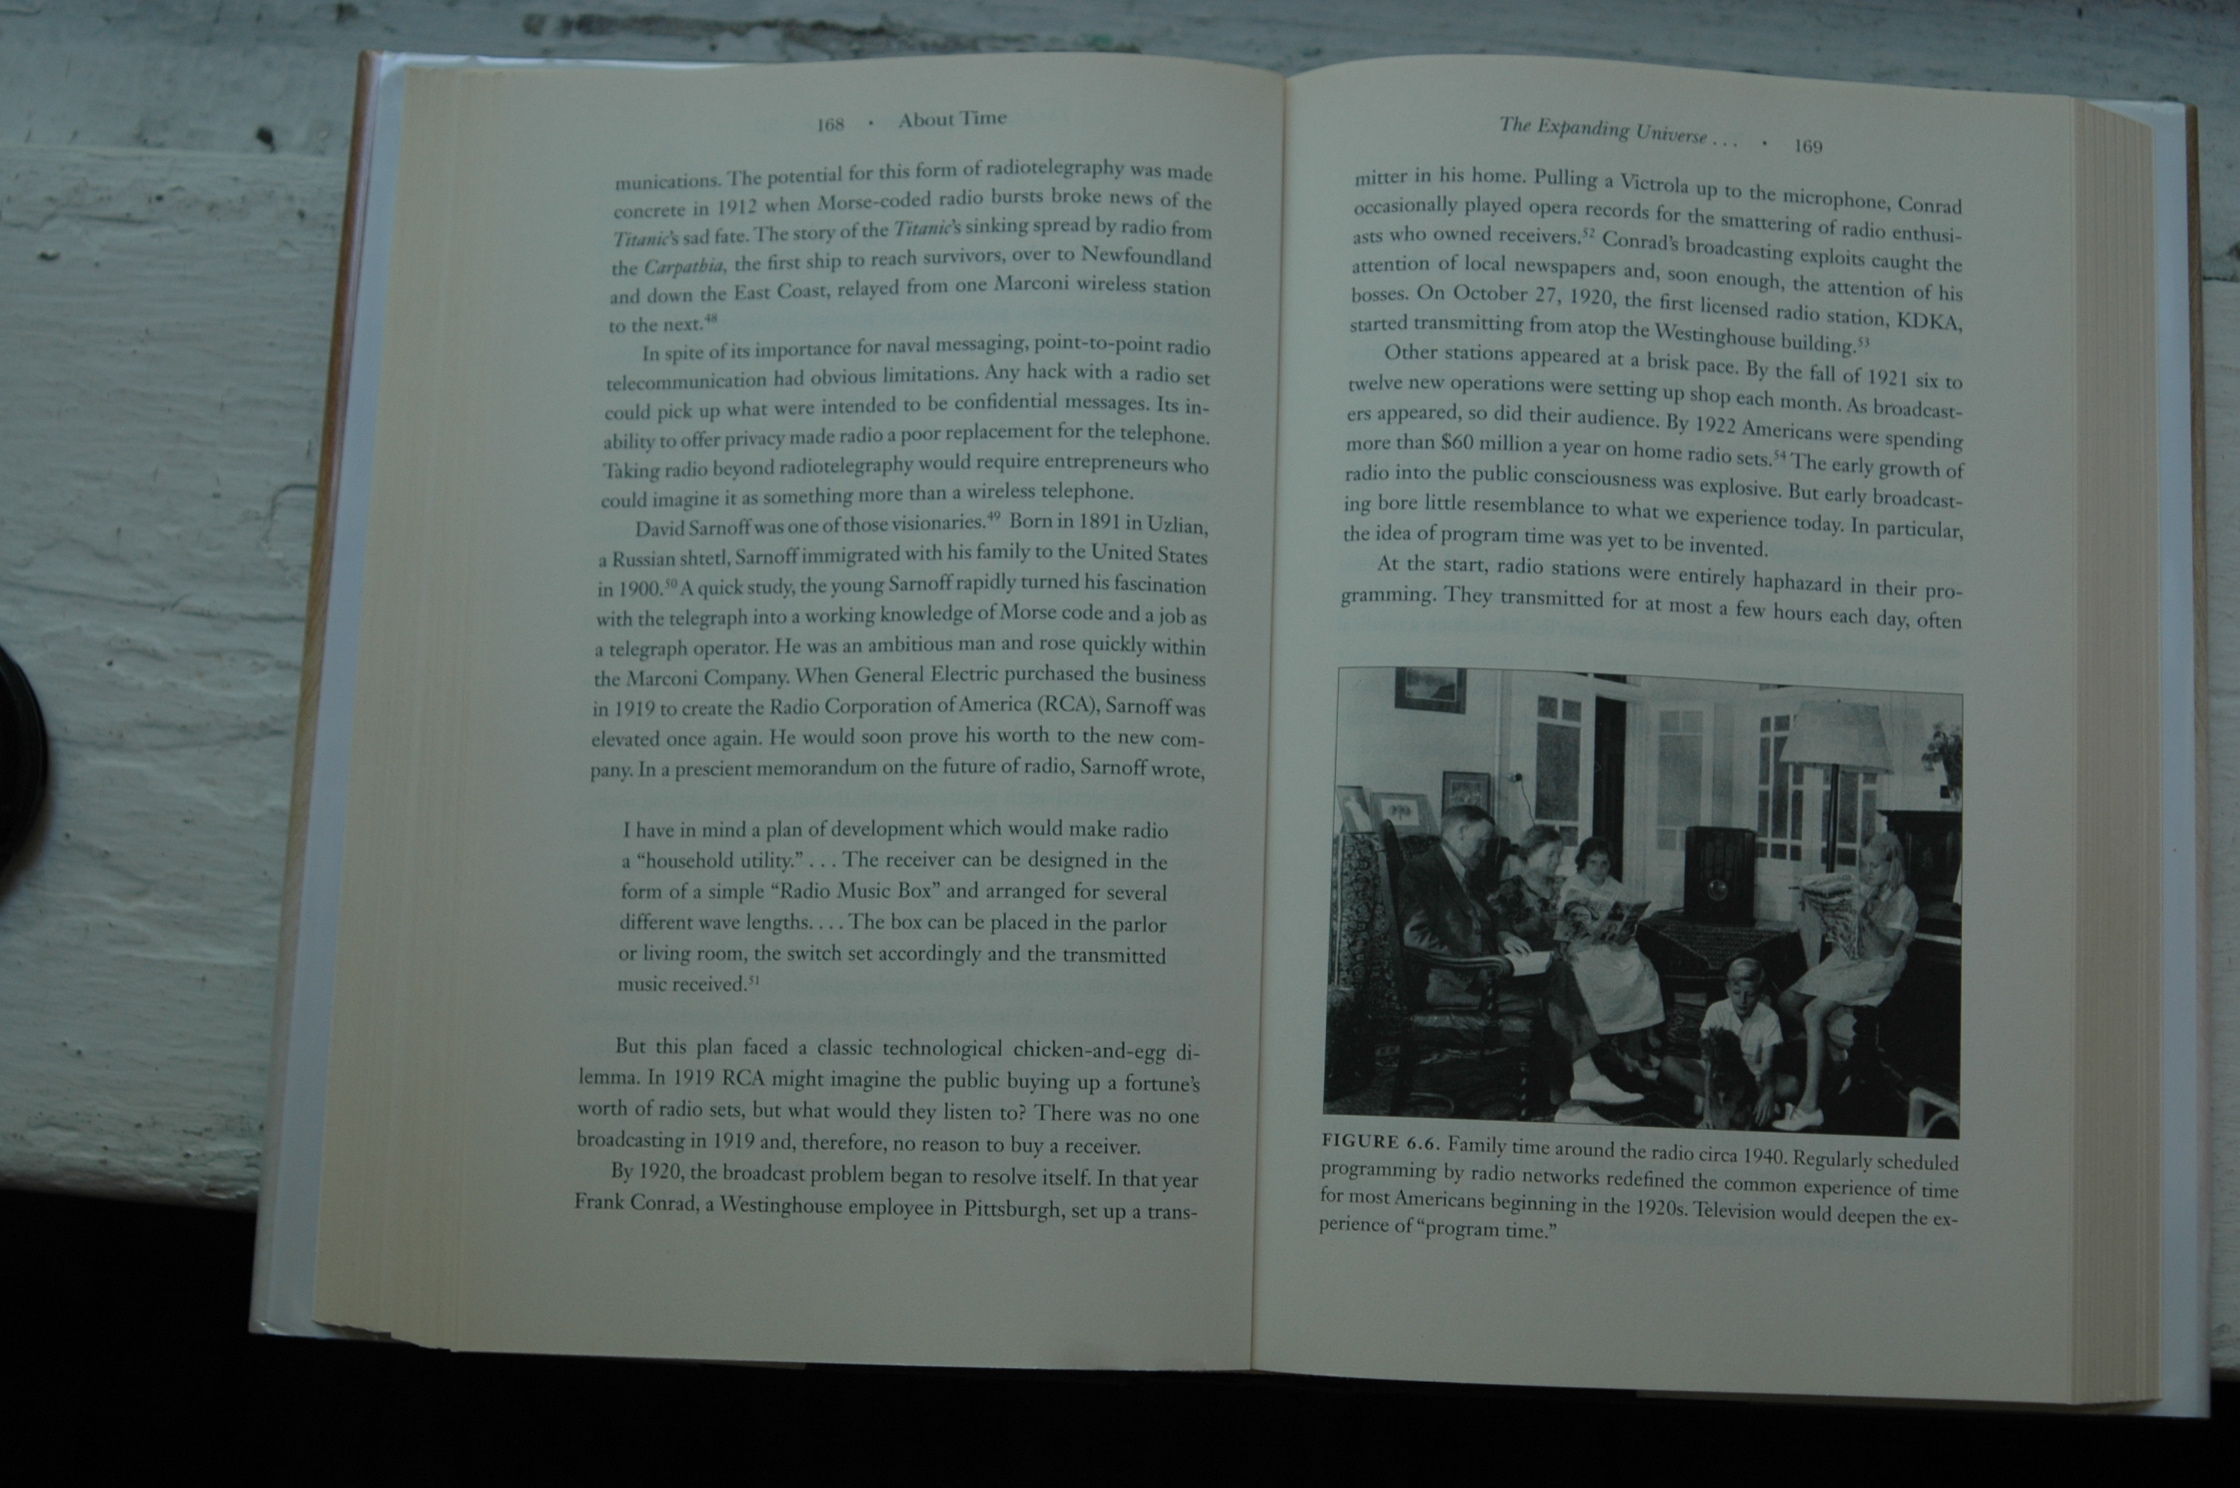 168 · About Time
munications. The potential for this form of radiotelegraphy was made
concrete in 1912 when Morse-coded radio bursts broke news of the
Titanic's sad fate. The story of the Titanic's sinking spread by radio from
the Carpathia, the first ship to reach survivors, over to Newfoundland
and down the East Coast, relayed from one Marconi wireless station
to the next.48
In spite of its importance for naval messaging, point-to-point radio
telecommunication had obvious limitations. Any hack with a radio set
could pick up what were intended to be confidential messages. Its in-
ability to offer privacy made radio a poor replacement for the telephone.
Taking radio beyond radiotelegraphy would require entrepreneurs who
could imagine it as something more than a wireless telephone.
David Sarnoff was one of those visionaries.49 Born in 1891 in Uzlian,
a Russian shtetl, Sarnoff immigrated with his family to the United States
in 1900.50 A quick study, the young Sarnoff rapidly turned his fascination
with the telegraph into a working knowledge of Morse code and a job as
a telegraph operator. He was an ambitious man and rose quickly within
the Marconi Company. When General Electric purchased the business
in 1919 to create the Radio Corporation of America (RCA), Sarnoff was
elevated once again. He would soon prove his worth to the new com-
pany. In a prescient memorandum on the future of radio, Sarnoff wrote,
I have in mind a plan of development which would make radio
a “household utility.” . . . The receiver can be designed in the
form of a simple “Radio Music Box” and arranged for several
different wave lengths. . . . The box can be placed in the parlor
or living room, the switch set accordingly and the transmitted
music received.51
But this plan faced a classic technological chicken-and-egg di-
lemma. In 1919 RCA might imagine the public buying up a fortune's
worth of radio sets, but what would they listen to? There was no one
broadcasting in 1919 and, therefore, no reason to buy a receiver.
By 1920, the broadcast problem began to resolve itself. In that year
Frank Conrad, a Westinghouse employee in Pittsburgh, set up a trans-
The Expanding Universe . . . · 169
mitter in his home. Pulling a Victrola up to the microphone, Conrad
occasionally played opera records for the smattering of radio enthusi-
asts who owned receivers.52 Conrad's broadcasting exploits caught the
attention of local newspapers and, soon enough, the attention of his
bosses. On October 27, 1920, the first licensed radio station, KDKA,
started transmitting from atop the Westinghouse building.53
Other stations appeared at a brisk pace. By the fall of 1921 six to
twelve new operations were setting up shop each month. As broadcast-
ers appeared, so did their audience. By 1922 Americans were spending
more than $60 million a year on home radio sets.54 The early growth of
radio into the public consciousness was explosive. But early broadcast-
ing bore little resemblance to what we experience today. In particular,
the idea of program time was yet to be invented.
At the start, radio stations were entirely haphazard in their pro-
gramming. They transmitted for at most a few hours each day, often
FIGURE 6.6. Family time around the radio circa 1940. Regularly scheduled
programming by radio networks redefined the common experience of time
for most Americans beginning in the 1920s. Television would deepen the ex-
perience of “program time.”